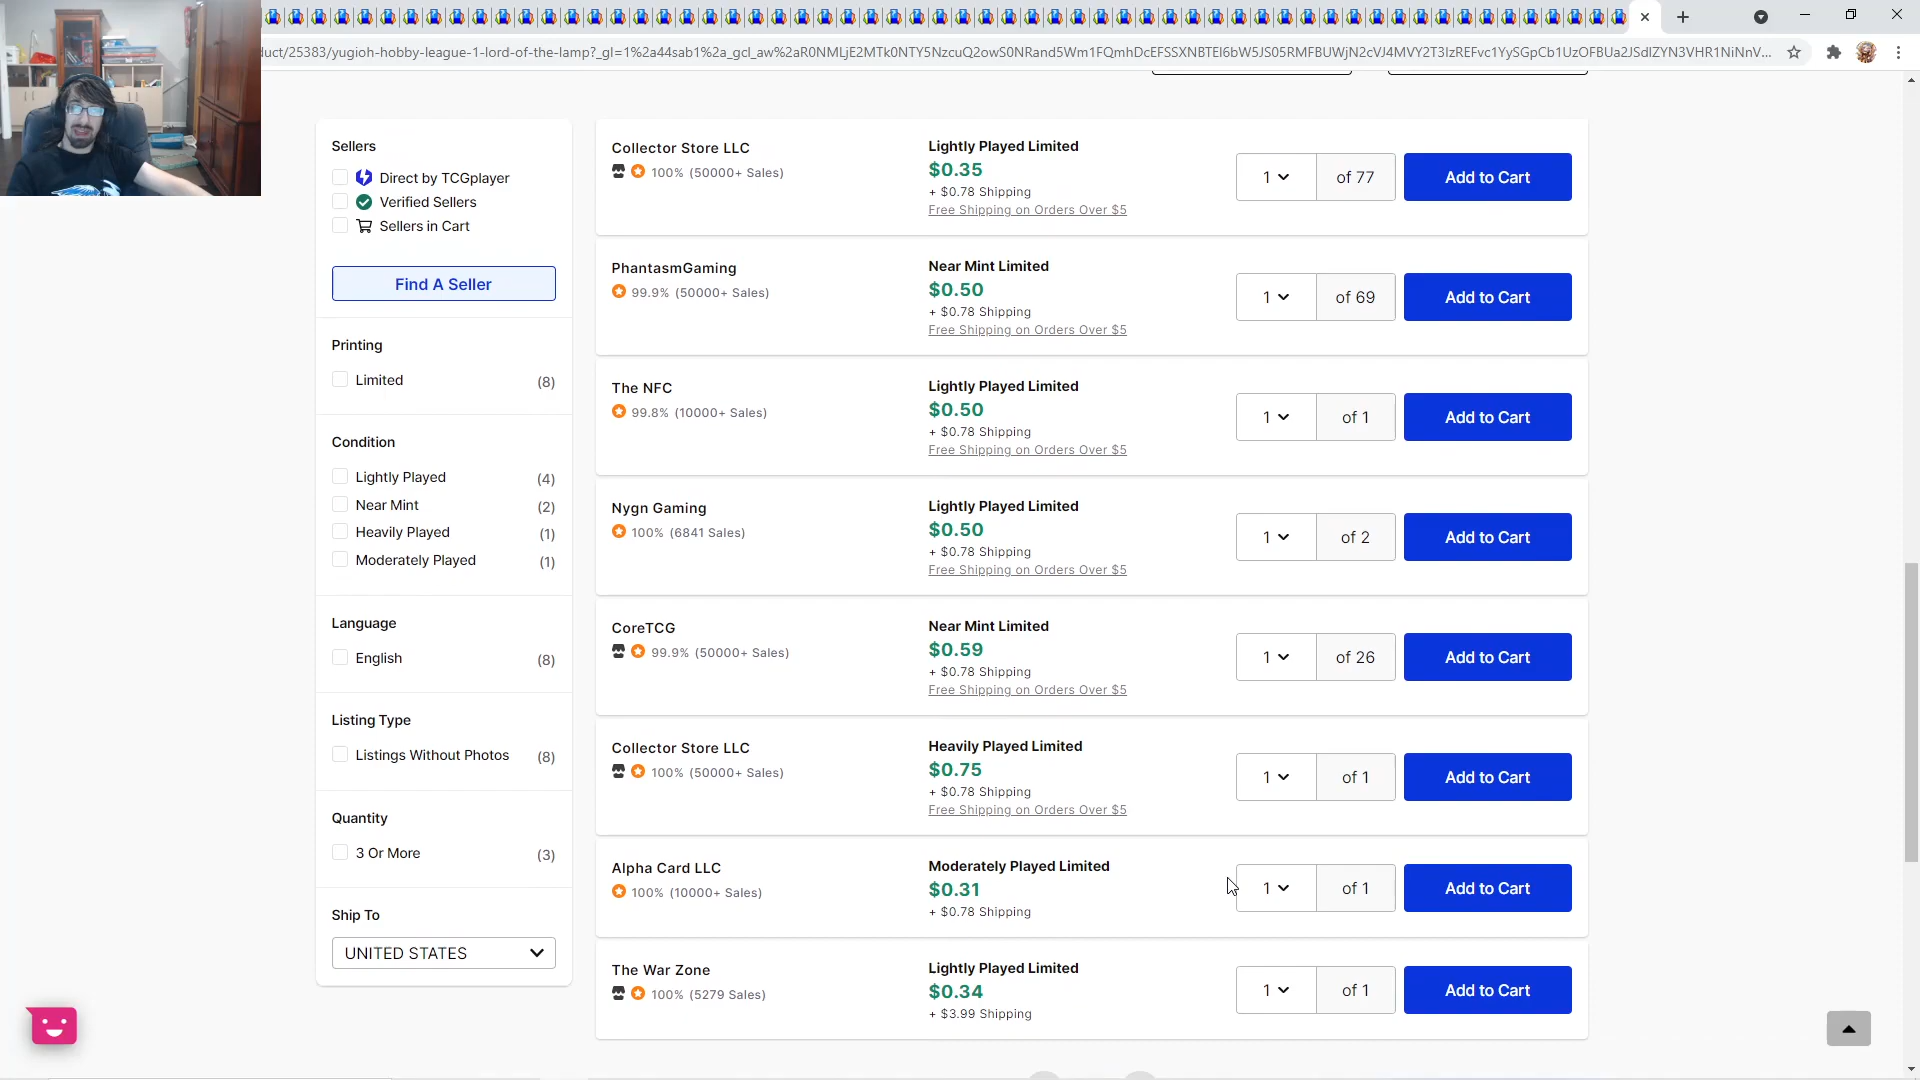 duct/25383/yugioh-hobby-league-1-lord-of-the-lamp?_gl=1%2a44sab1%2a_gcl_aw%2a
Sellers
Direct by TCGplayer
Verified Sellers
Sellers in Cart
Find A Seller
Printing
Limited (8)
Condition
Lightly Played (4)
Near Mint (2)
Heavily Played (1)
Moderately Played (1)
Language
English (8)
Listing Type
Listings Without Photos (8)
Quantity
3 Or More (3)
Ship To
UNITED STATES
Collector Store LLC
100% (50000+ Sales)
Lightly Played Limited
$0.35
+ $0.78 Shipping
Free Shipping on Orders Over $5
1 of 77 Add to Cart
PhantasmGaming
99.9% (50000+ Sales)
Near Mint Limited
$0.50
+ $0.78 Shipping
Free Shipping on Orders Over $5
1 of 69 Add to Cart
The NFC
99.8% (10000+ Sales)
Lightly Played Limited
$0.50
+ $0.78 Shipping
Free Shipping on Orders Over $5
1 of 1 Add to Cart
Nygn Gaming
100% (6841 Sales)
Lightly Played Limited
$0.50
+ $0.78 Shipping
Free Shipping on Orders Over $5
1 of 2 Add to Cart
CoreTCG
99.9% (50000+ Sales)
Near Mint Limited
$0.59
+ $0.78 Shipping
Free Shipping on Orders Over $5
1 of 26 Add to Cart
Collector Store LLC
100% (50000+ Sales)
Heavily Played Limited
$0.75
+ $0.78 Shipping
Free Shipping on Orders Over $5
1 of 1 Add to Cart
Alpha Card LLC
100% (10000+ Sales)
Moderately Played Limited
$0.31
+ $0.78 Shipping
1 of 1 Add to Cart
The War Zone
100% (5279 Sales)
Lightly Played Limited
$0.34
+ $3.99 Shipping
1 of 1 Add to Cart